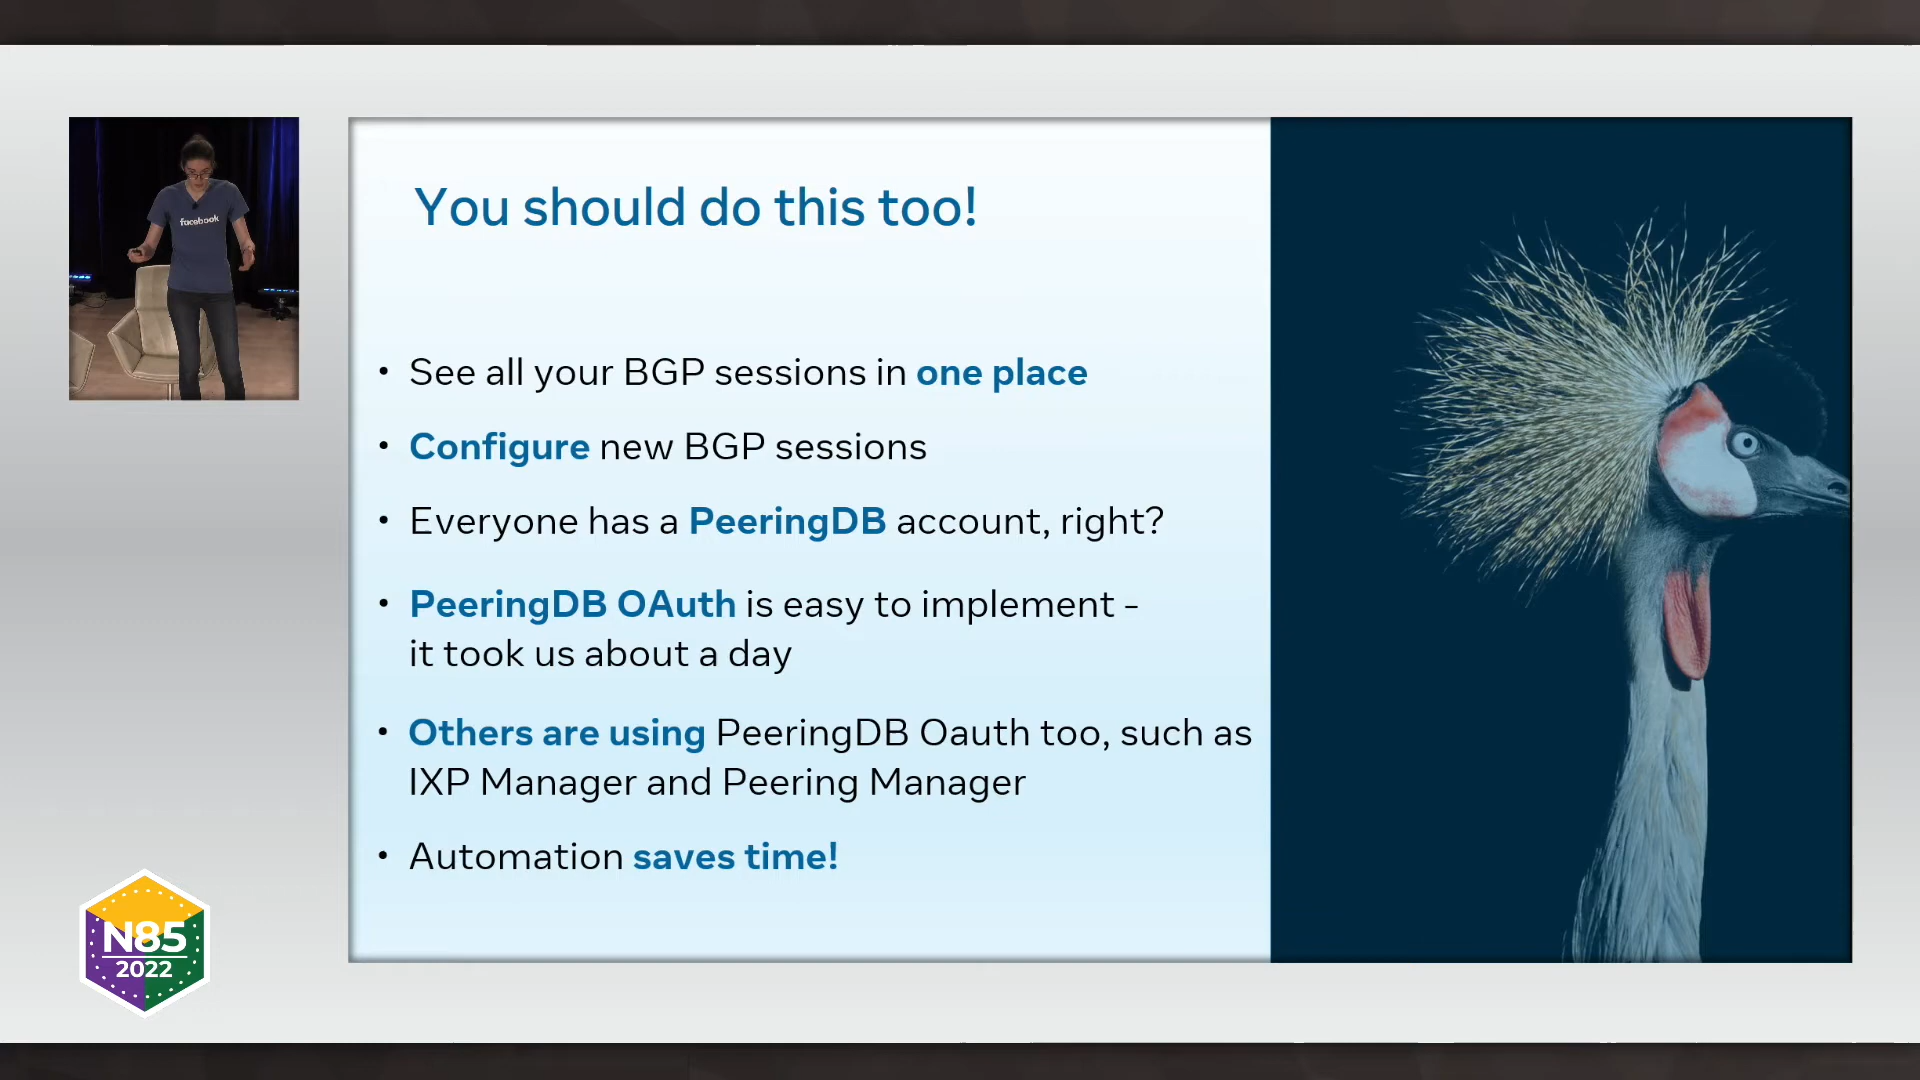 facebook
You should do this too!
• See all your BGP sessions in one place
• Configure new BGP sessions
• Everyone has a PeeringDB account, right?
• PeeringDB OAuth is easy to implement -
it took us about a day
• Others are using PeeringDB Oauth too, such as
IXP Manager and Peering Manager
• Automation saves time!
N85
2022